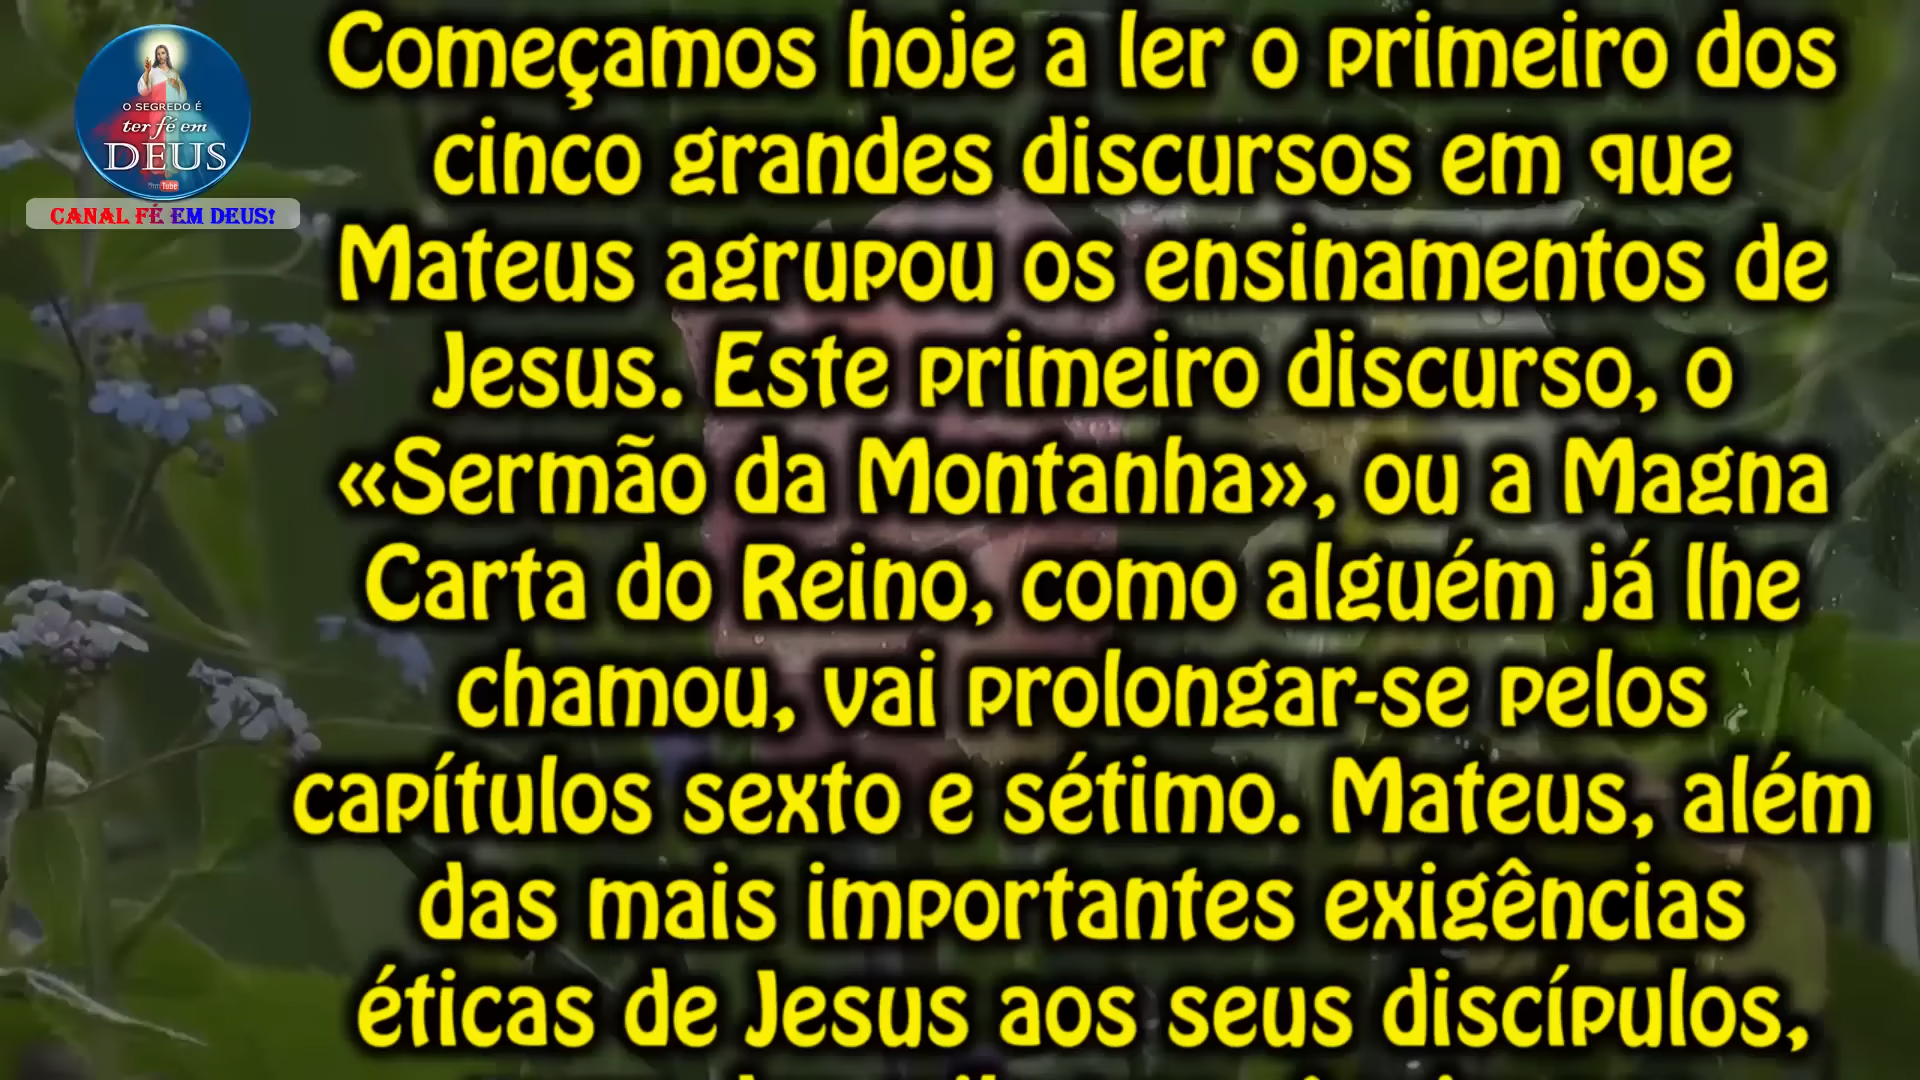 O SEGREDO É
ter fé em
DEUS
CANAL FÉ EM DEUS!
Começamos hoje a ler o primeiro dos
cinco grandes discursos em que
Mateus agrupou os ensinamentos de
Jesus. Este primeiro discurso, o
«Sermão da Montanha», ou a Magna
Carta do Reino, como alguém já lhe
chamou, vai prolongar-se pelos
capítulos sexto e sétimo. Mateus, além
das mais importantes exigências
éticas de Jesus aos seus discípulos,